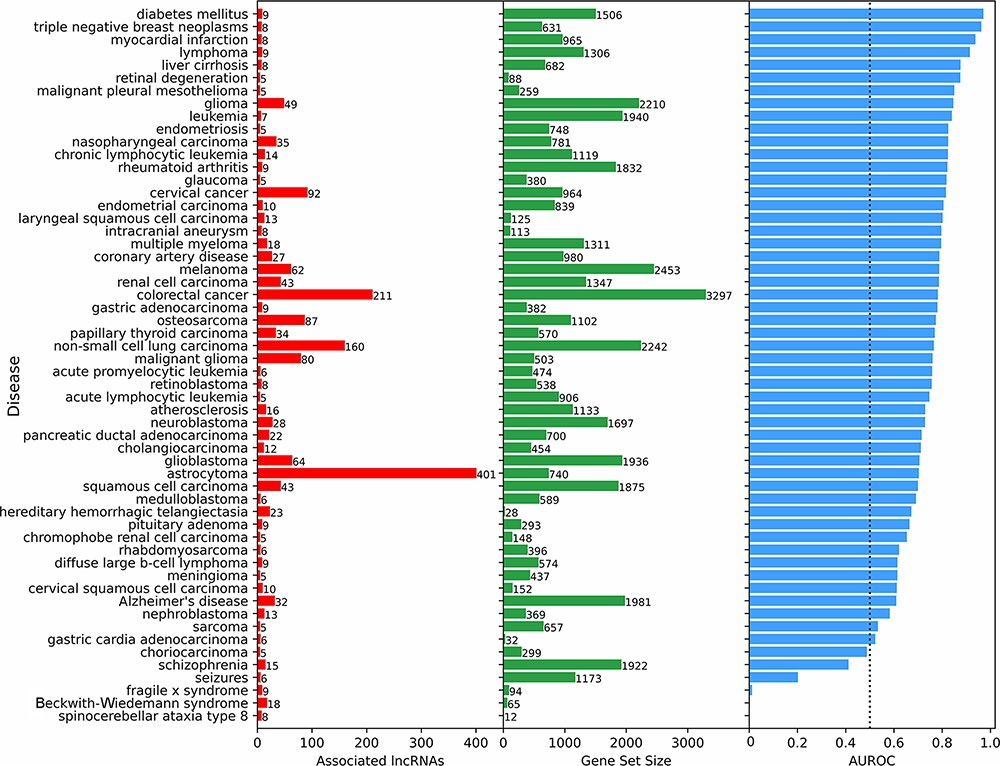 diabetes mellitus 9 1506
triple negative breast neoplasms 8 631
myocardial infarction 8 965
lymphoma 9 1306
liver cirrhosis 8 682
retinal degeneration 5 88
malignant pleural mesothelioma 5 259
glioma 49 2210
leukemia 7 1940
endometriosis 5 748
nasopharyngeal carcinoma 35 781
chronic lymphocytic leukemia 14 1119
rheumatoid arthritis 9 1832
glaucoma 5 380
cervical cancer 92 964
endometrial carcinoma 10 839
laryngeal squamous cell carcinoma 13 125
intracranial aneurysm 8 113
multiple myeloma 18 1311
coronary artery disease 27 980
melanoma 62 2453
renal cell carcinoma 43 1347
colorectal cancer 211 3297
gastric adenocarcinoma 9 382
osteosarcoma 87 1102
papillary thyroid carcinoma 34 570
non-small cell lung carcinoma 160 2242
malignant glioma 80 503
acute promyelocytic leukemia 6 474
retinoblastoma 8 538
acute lymphocytic leukemia 5 906
atherosclerosis 16 1133
neuroblastoma 28 1697
pancreatic ductal adenocarcinoma 22 700
cholangiocarcinoma 12 454
glioblastoma 64 1936
astrocytoma 401 740
squamous cell carcinoma 43 1875
medulloblastoma 6 589
hereditary hemorrhagic telangiectasia 23 28
pituitary adenoma 9 293
chromophobe renal cell carcinoma 5 148
rhabdomyosarcoma 6 396
diffuse large b-cell lymphoma 9 574
meningioma 5 437
cervical squamous cell carcinoma 10 152
Alzheimer's disease 32 1981
nephroblastoma 13 369
sarcoma 5 657
gastric cardia adenocarcinoma 6 32
choriocarcinoma 5 299
schizophrenia 15 1922
seizures 6 1173
fragile x syndrome 9 94
Beckwith-Wiedemann syndrome 18 65
spinocerebellar ataxia type 8 8 12
Disease
0 100 200 300 400
Associated lncRNAs
0 1000 2000 3000
Gene Set Size
0 0.2 0.4 0.6 0.8 1.0
AUROC